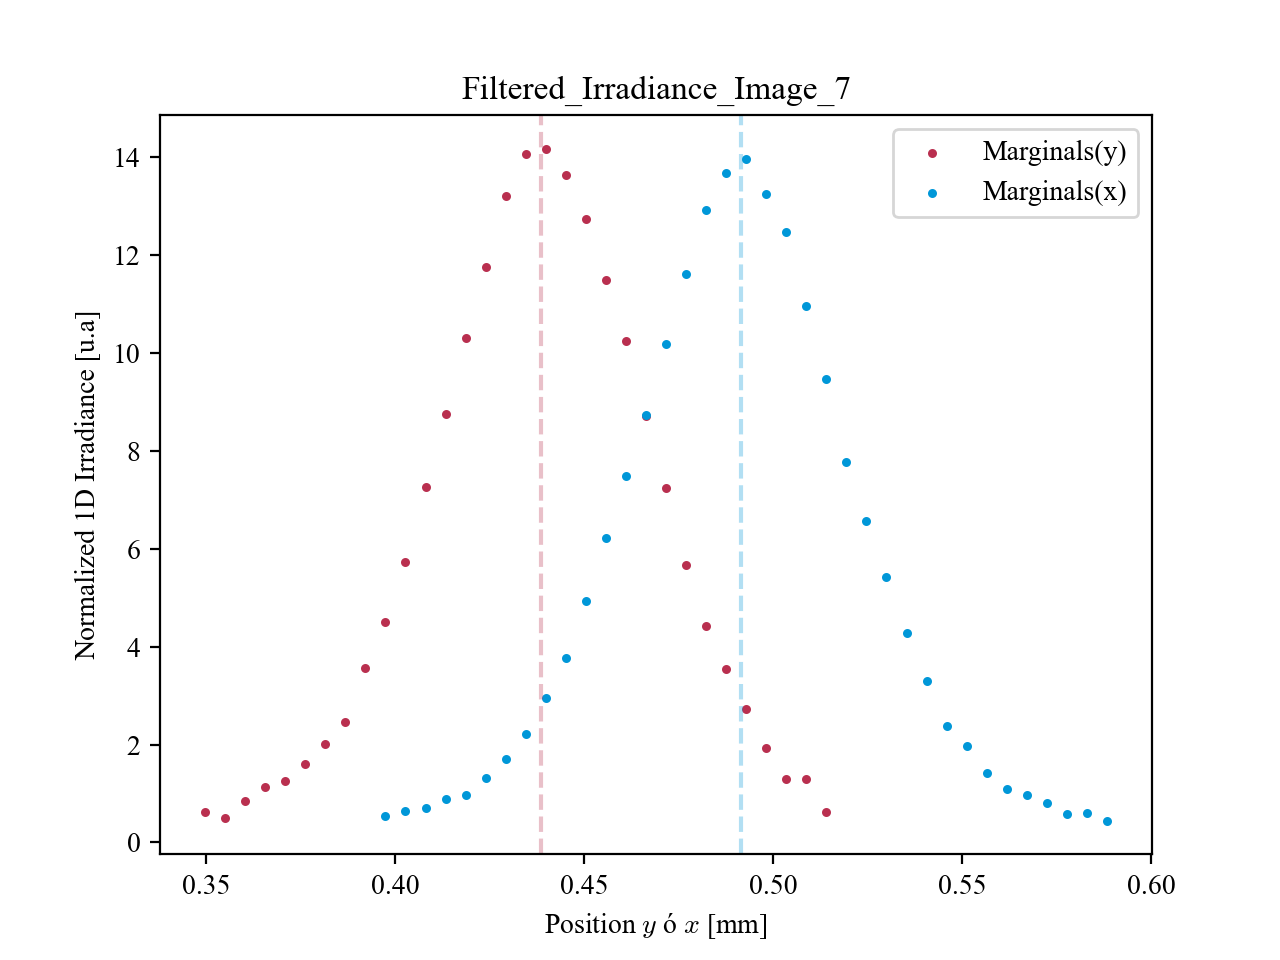 Filtered_Irradiance_Image_7
Marginals(y)
Marginals(x)
Normalized 1D Irradiance [u.a]
14
12
10
8
6
4
2
0
0.35 0.40 0.45 0.50 0.55 0.60
Position y ó x [mm]